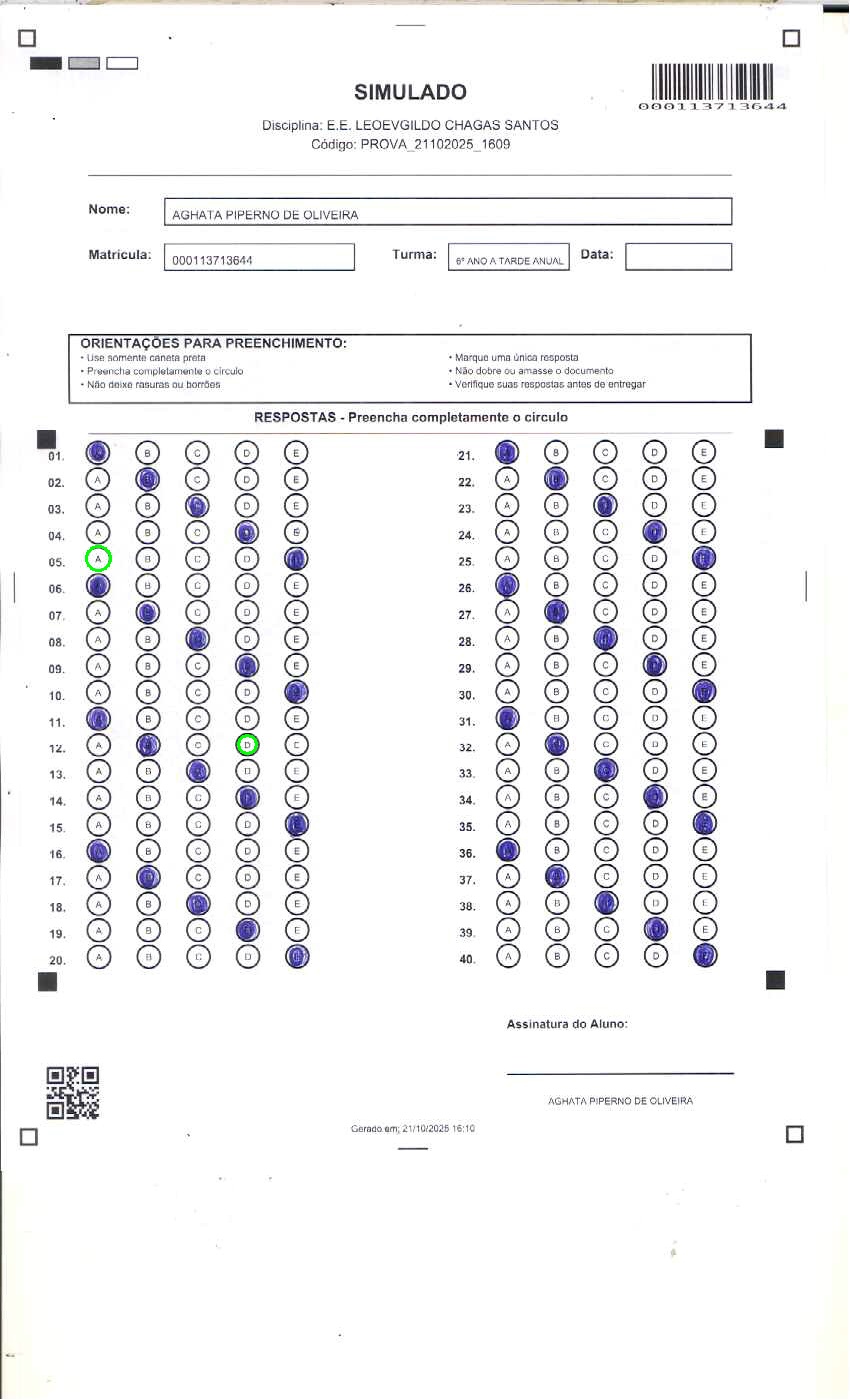 SIMULADO
000113713644
Disciplina: E.E. LEOEVGILDO CHAGAS SANTOS
Código: PROVA_21102025_1609
Nome: AGHATA PIPERNO DE OLIVEIRA
Matrícula: 000113713644 Turma: 6º ANO A TARDE ANUAL Data:
ORIENTAÇÕES PARA PREENCHIMENTO:
• Use somente caneta preta • Marque uma única resposta
• Preencha completamente o círculo • Não dobre ou amasse o documento
• Não deixe rasuras ou borrões • Verifique suas respostas antes de entregar
RESPOSTAS - Preencha completamente o círculo
01. B C D E 21. B C D E
02. A C D E 22. A C D E
03. A B D E 23. A B D E
04. A B C E 24. A B C E
05. A B C D 25. A B C D
06. B C D E 26. B C D E
07. A C D E 27. A C D E
08. A B D E 28. A B D E
09. A B C E 29. A B C E
10. A B C D 30. A B C D
11. B C D E 31. B C D E
12. A C D E 32. A C D E
13. A B D E 33. A B D E
14. A B C E 34. A B C E
15. A B C D 35. A B C D
16. B C D E 36. B C D E
17. A C D E 37. A C D E
18. A B D E 38. A B D E
19. A B C E 39. A B C E
20. A B C D 40. A B C D
Assinatura do Aluno:
AGHATA PIPERNO DE OLIVEIRA
Gerado em: 21/10/2025 16:10